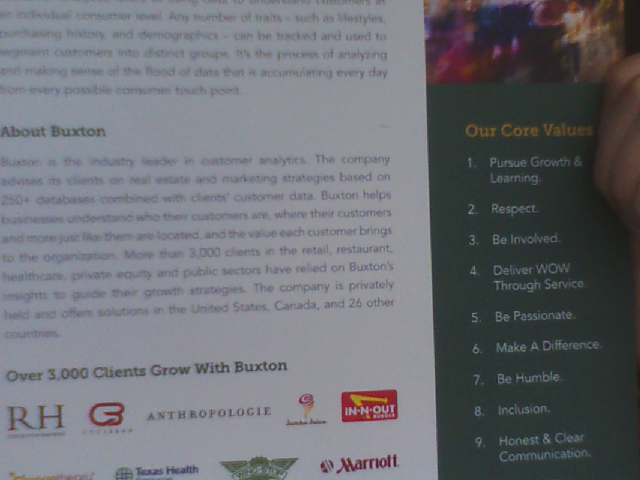 an individual consumer level. Any number of traits - such as lifestyles,
purchasing history, and demographics - can be tracked and used to
segment customers into distinct groups. It's the process of analyzing
and making sense of the flood of data that is accumulating every day
from every possible consumer touch point.
About Buxton
Buxton is the industry leader in customer analytics. The company
advises its clients on real estate and marketing strategies based on
250+ databases combined with clients' customer data. Buxton helps
businesses understand who their customers are, where their customers
and more just like them are located, and the value each customer brings
to the organization. More than 3,000 clients in the retail, restaurant,
healthcare, private equity and public sectors have relied on Buxton's
insights to guide their growth strategies. The company is privately
held and offers solutions in the United States, Canada, and 26 other
countries.
Over 3,000 Clients Grow With Buxton
RH
CYCLEBAR
ANTHROPOLOGIE
Jamba Juice
IN-N-OUT
BURGER
Texas Health
WINGSTOP
Marriott
Our Core Values
1. Pursue Growth &
Learning.
2. Respect.
3. Be Involved.
4. Deliver WOW
Through Service.
5. Be Passionate.
6. Make A Difference.
7. Be Humble.
8. Inclusion.
9. Honest & Clear
Communication.